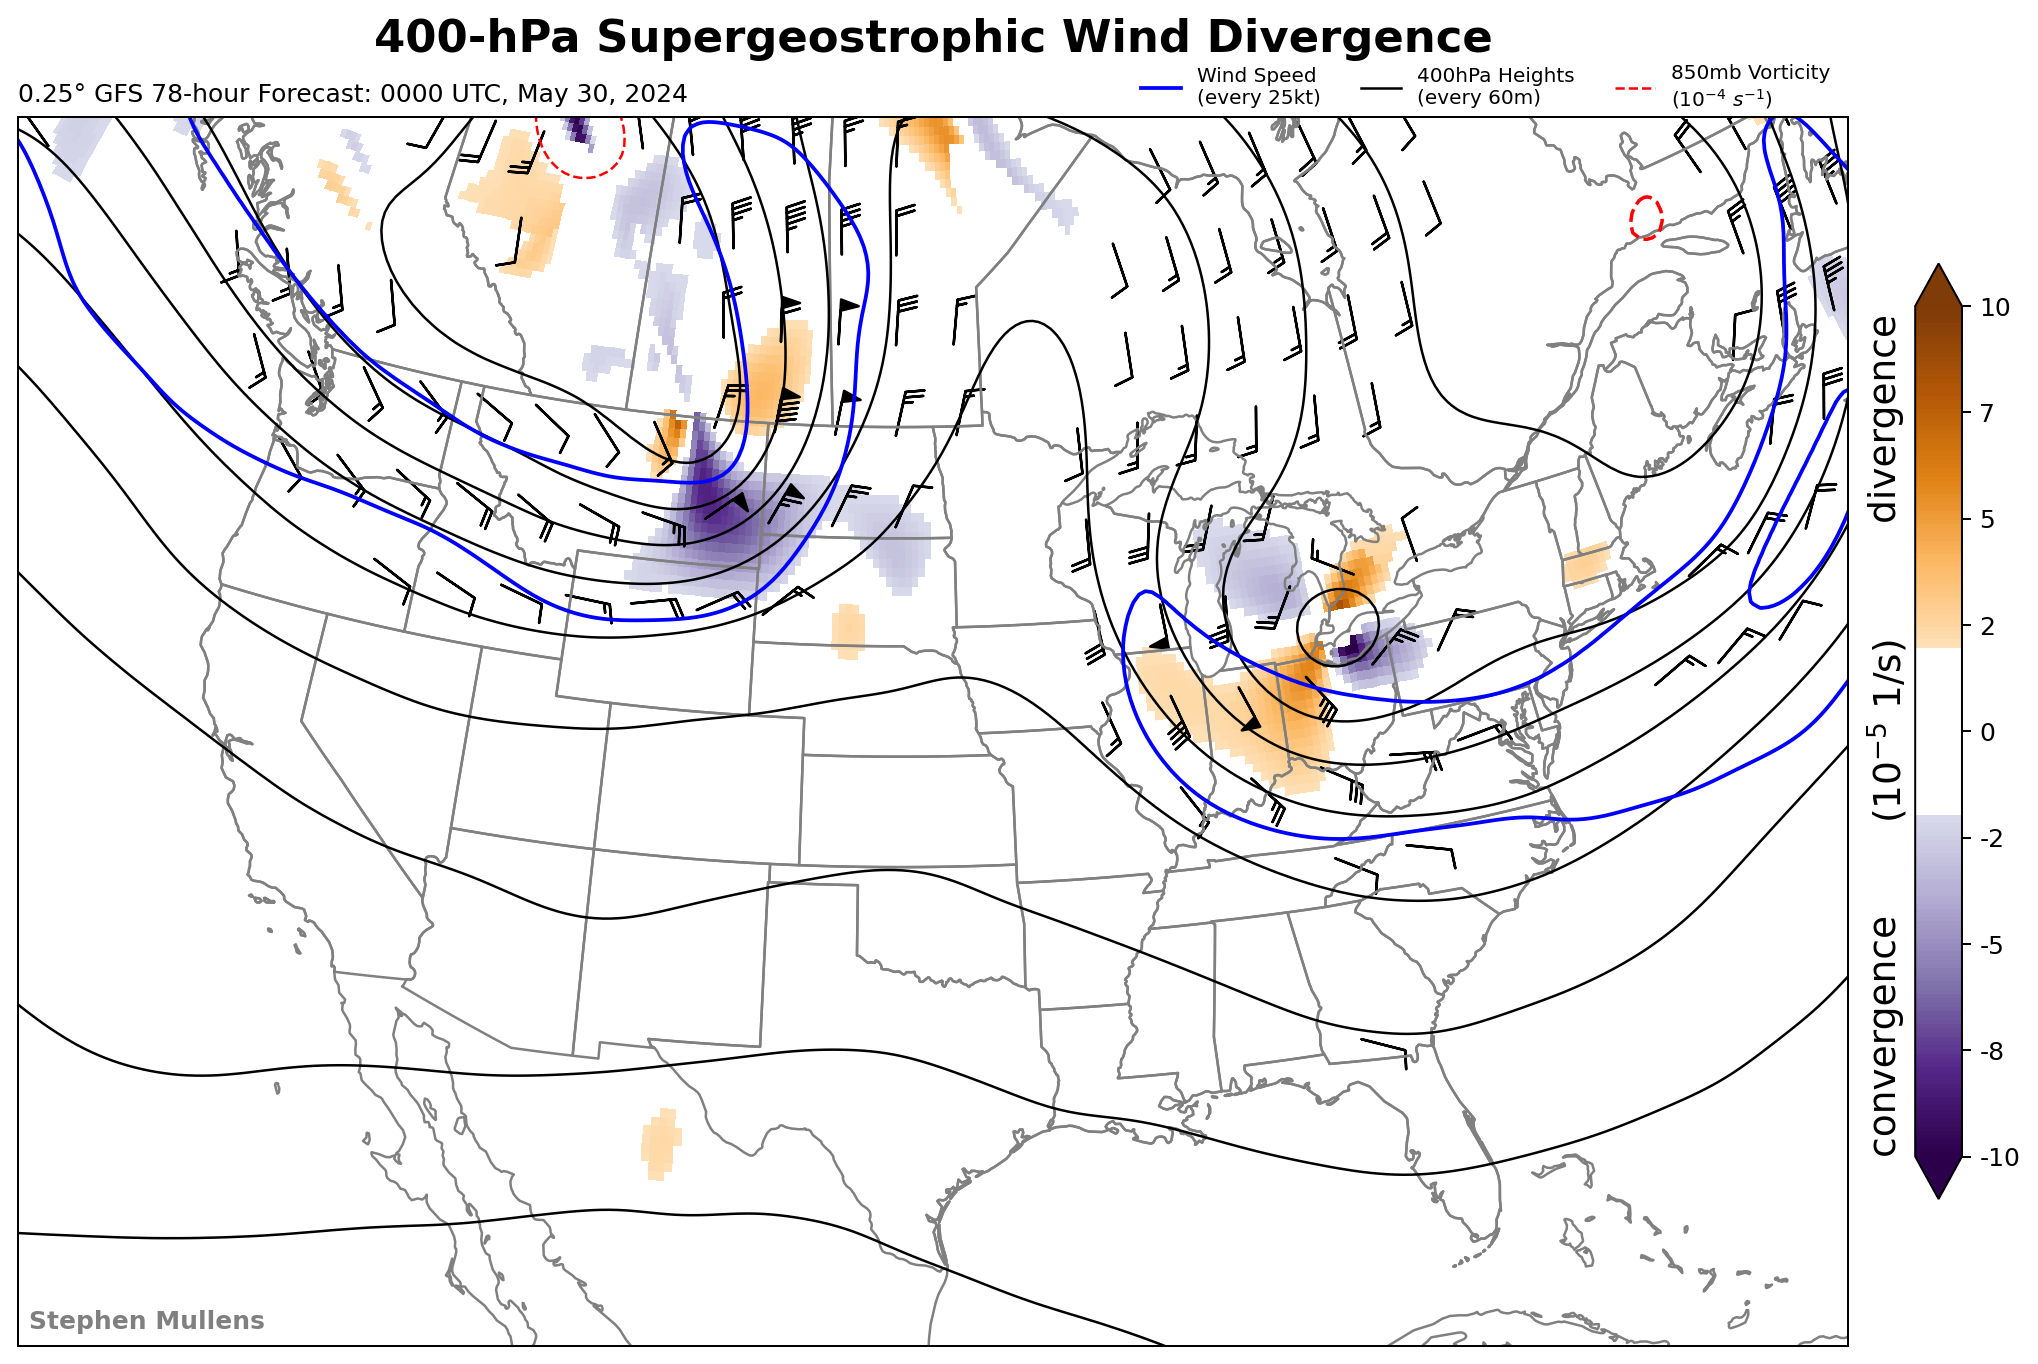 400-hPa Supergeostrophic Wind Divergence
0.25° GFS 78-hour Forecast: 0000 UTC, May 30, 2024
Wind Speed
(every 25kt)
400hPa Heights
(every 60m)
850mb Vorticity
(10⁻⁴ s⁻¹)
10
7
5
2
0
-2
-5
-8
-10
convergence (10⁻⁵ 1/s) divergence
Stephen Mullens